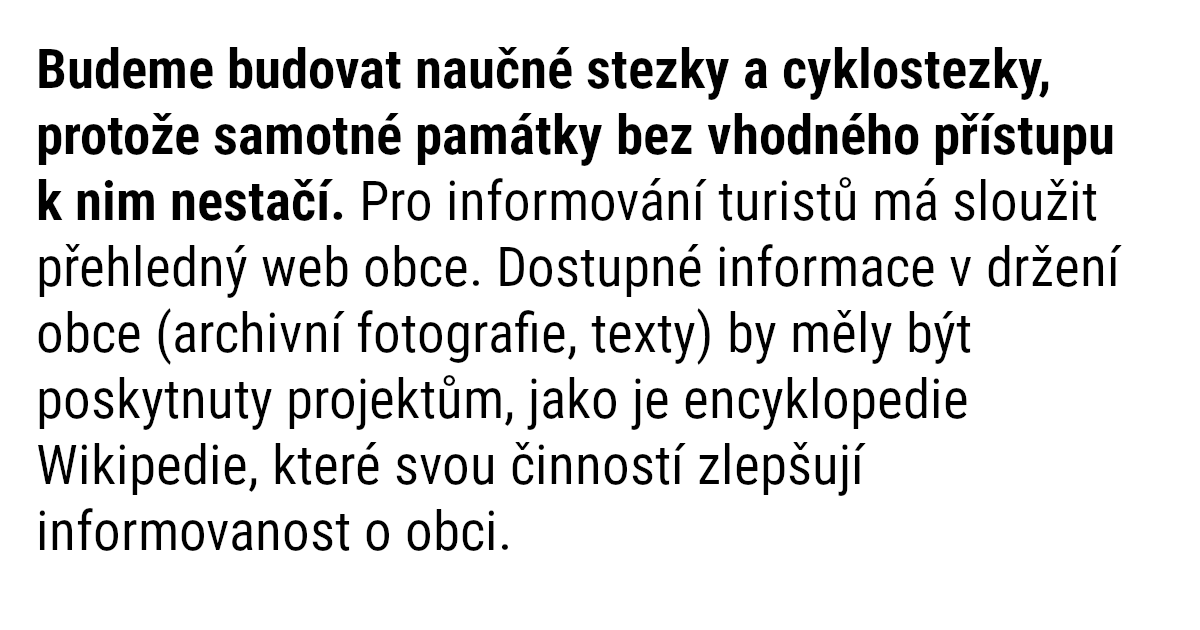 Budeme budovat naučné stezky a cyklostezky,
protože samotné památky bez vhodného přístupu
k nim nestačí. Pro informování turistů má sloužit
přehledný web obce. Dostupné informace v držení
obce (archivní fotografie, texty) by měly být
poskytnuty projektům, jako je encyklopedie
Wikipedie, které svou činností zlepšují
informovanost o obci.